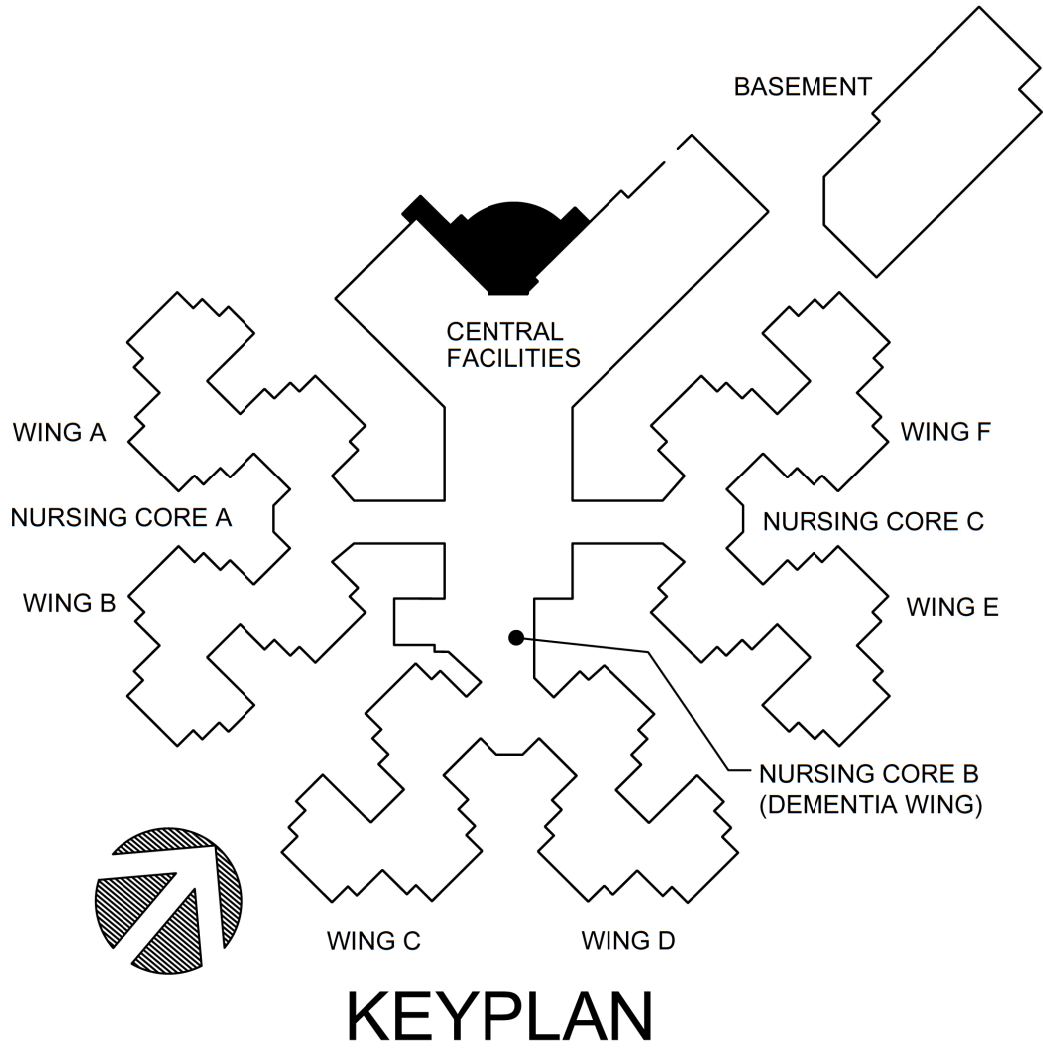 BASEMENT
CENTRAL
FACILITIES
WING A
WING F
NURSING CORE A
NURSING CORE C
WING B
WING E
NURSING CORE B
(DEMENTIA WING)
WING C
WING D
KEYPLAN